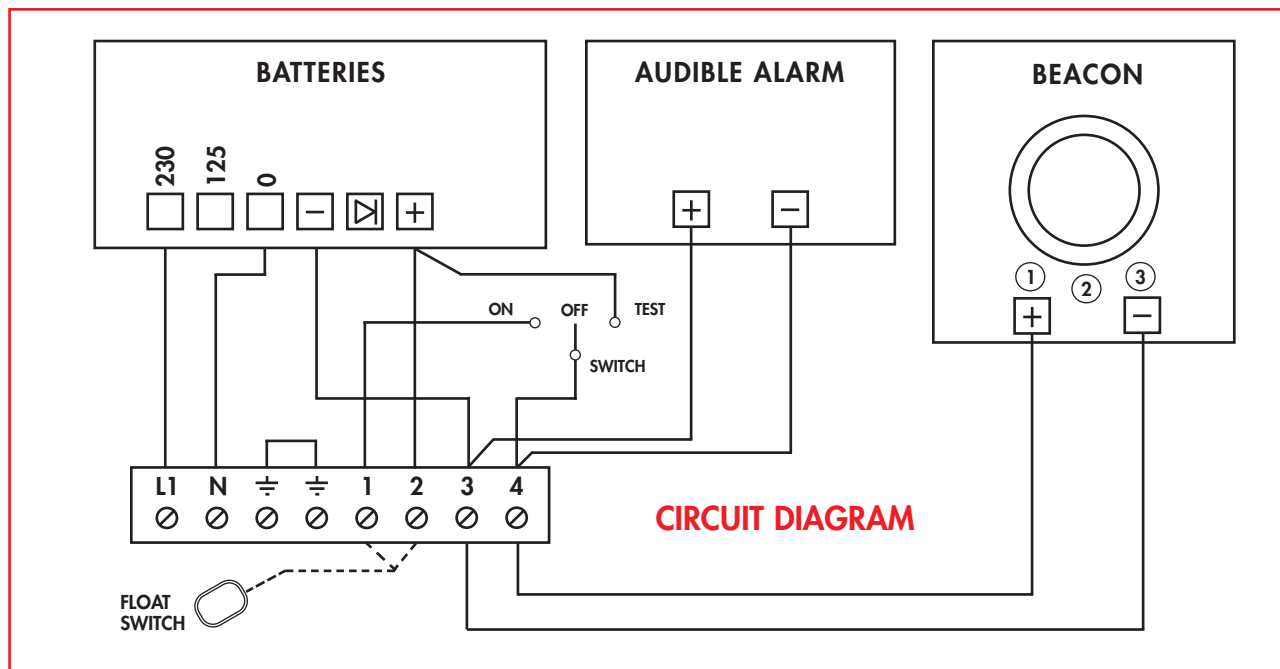 BATTERIES
230 125 0
− +
AUDIBLE ALARM
+ −
BEACON
1 2 3
+ −
ON OFF TEST
SWITCH
L1 N 1 2 3 4
CIRCUIT DIAGRAM
FLOAT
SWITCH